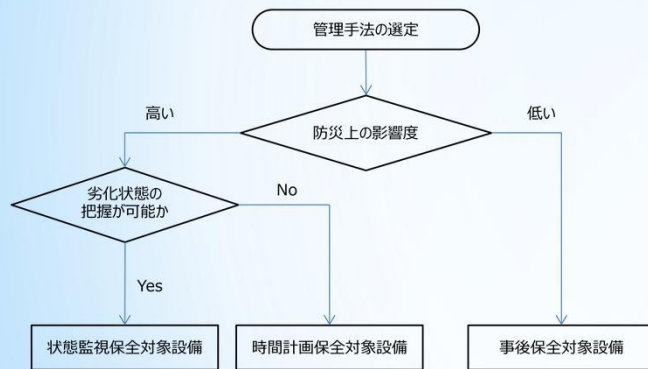 管理手法の選定
高い
防災上の影響度
低い
劣化状態の
把握が可能か
No
Yes
状態監視保全対象設備
時間計画保全対象設備
事後保全対象設備